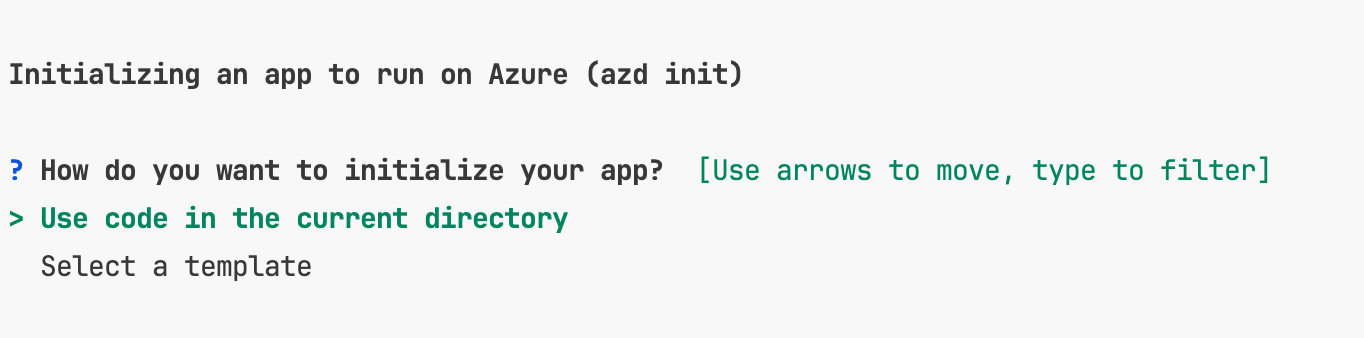 Initializing an app to run on Azure (azd init)
? How do you want to initialize your app?  [Use arrows to move, type to filter]
> Use code in the current directory
  Select a template